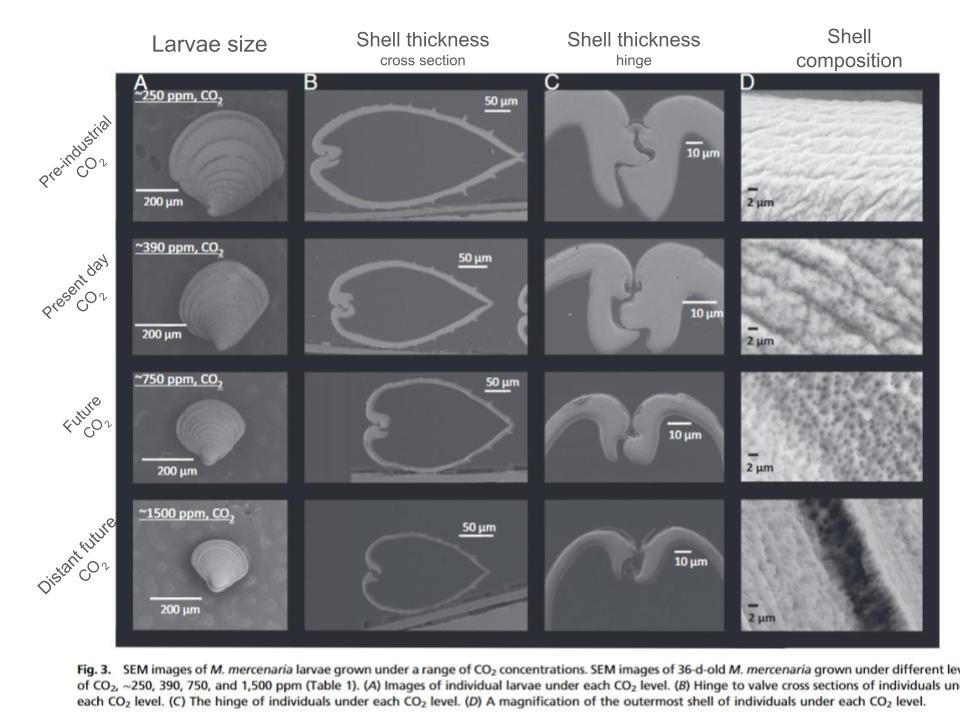 Larvae size
Shell thickness
cross section
Shell thickness
hinge
Shell
composition
A
B
C
D
Pre-industrial
CO2
~250 ppm, CO2
200 µm
50 µm
10 µm
2 µm
Present day
CO2
~390 ppm, CO2
200 µm
50 µm
10 µm
2 µm
Future
CO2
~750 ppm, CO2
200 µm
50 µm
10 µm
2 µm
Distant future
CO2
~1500 ppm, CO2
200 µm
50 µm
10 µm
2 µm
Fig. 3. SEM images of M. mercenaria larvae grown under a range of CO2 concentrations. SEM images of 36-d-old M. mercenaria grown under different
of CO2, ~250, 390, 750, and 1,500 ppm (Table 1). (A) Images of individual larvae under each CO2 level. (B) Hinge to valve cross sections of individuals
each CO2 level. (C) The hinge of individuals under each CO2 level. (D) A magnification of the outermost shell of individuals under each CO2 level.